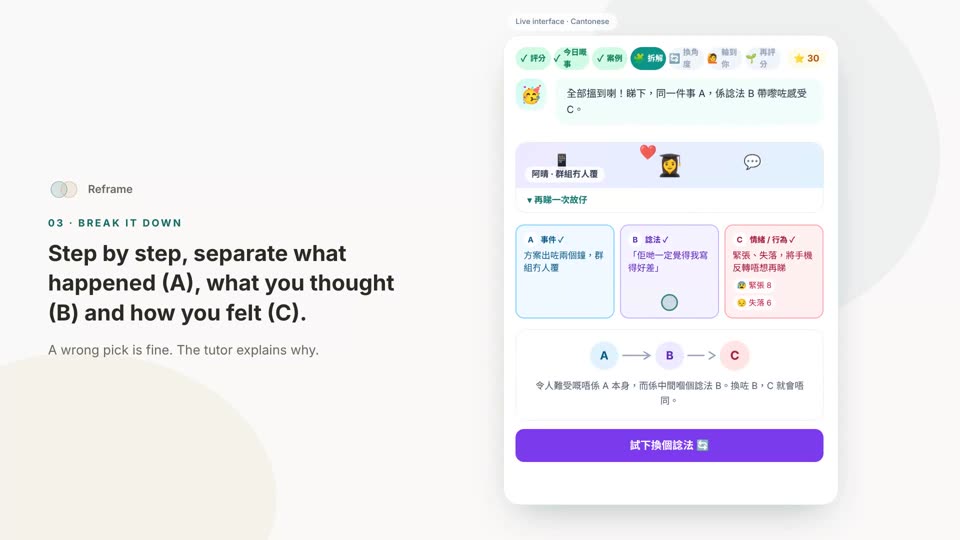 Live interface · Cantonese
✓ 評分
✓ 今日嘅
事
✓ 案例
拆解
換角
度
輪到
你
再評
分
30
全部搵到喇！睇下，同一件事 A，係諗法 B 帶嚟咗感受
C。
阿晴 · 群組冇人覆
▾ 再睇一次故仔
A 事件 ✓
方案出咗兩個鐘，群
組冇人覆
B 諗法 ✓
「佢哋一定覺得我寫
得好差」
C 情緒 / 行為 ✓
緊張、失落，將手機
反轉唔想再睇
緊張 8
失落 6
A
B
C
令人難受嘅唔係 A 本身，而係中間嗰個諗法 B。換咗 B，C 就會唔
同。
試下換個諗法
Reframe
03 · BREAK IT DOWN
Step by step, separate what
happened (A), what you thought
(B) and how you felt (C).
A wrong pick is fine. The tutor explains why.